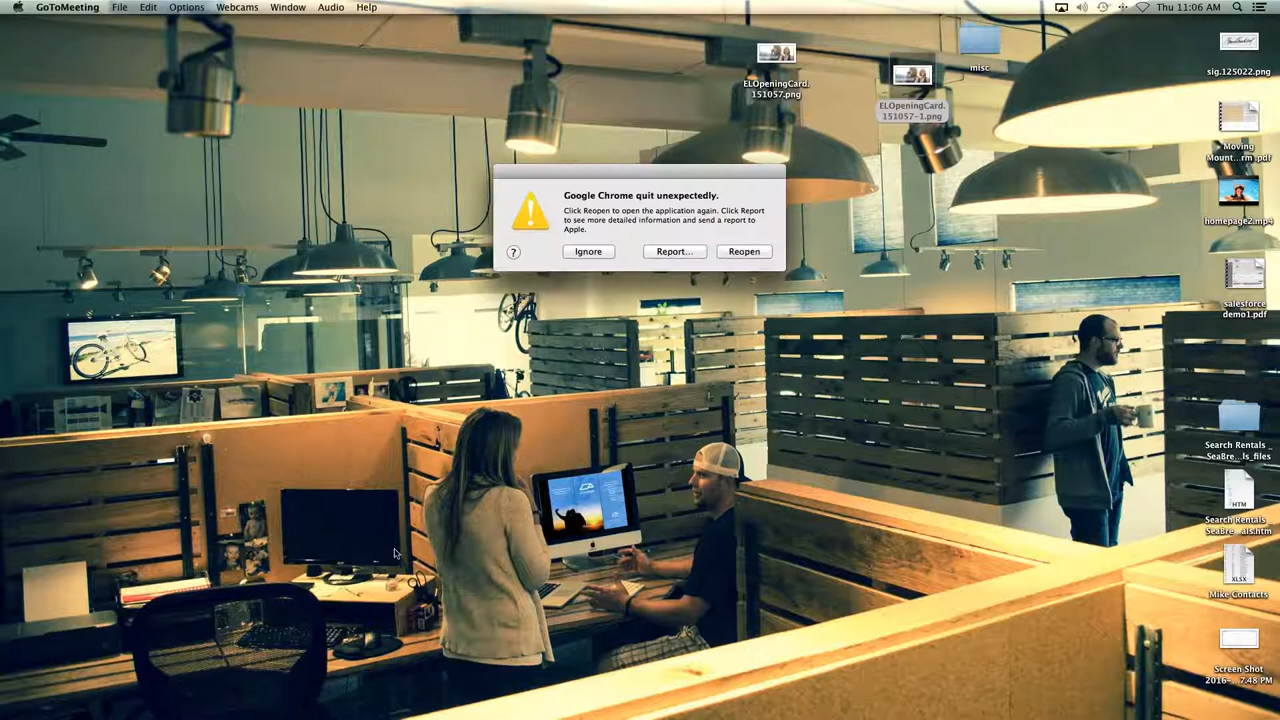 GoToMeeting File Edit Options Webcams Window Audio Help
Thu 11:06 AM
ELOpeningCard.
151057.png
ELOpeningCard.
151057-1.png
misc
sig.125022.png
Moving
Mount...rm .pdf
homepage2.mp4
salesforce
demo1.pdf
Search Rentals _
SeaBre...ls_files
HTM
Search Rentals _
SeaBre...als.htm
XLSX
Mike Contacts
Screen Shot
2016-... 7.48 PM
Google Chrome quit unexpectedly.
Click Reopen to open the application again. Click Report
to see more detailed information and send a report to
Apple.
?
Ignore
Report...
Reopen